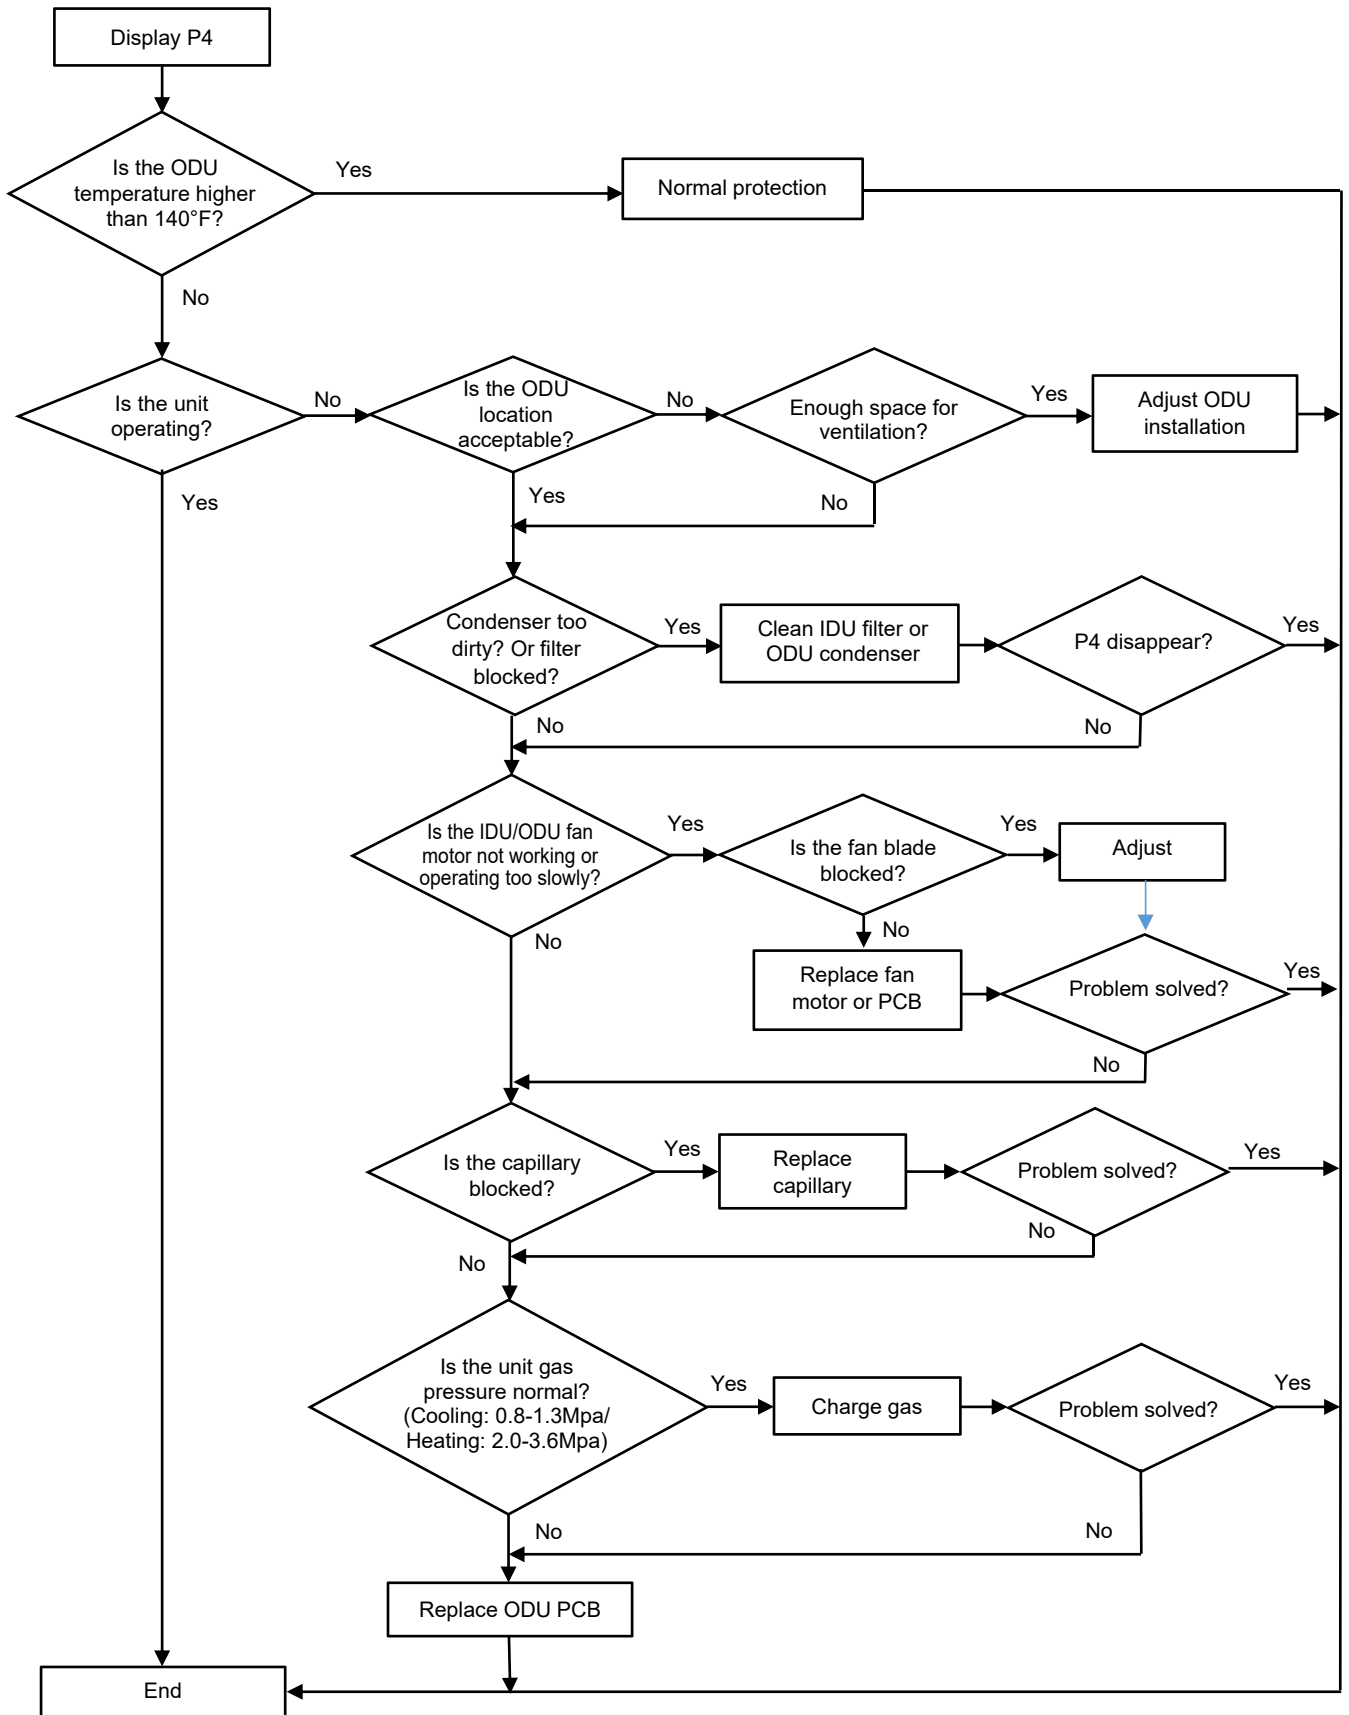 Display P4
Is the ODU
temperature higher
than 140°F?
Yes
Normal protection
No
Is the unit
operating?
No
Is the ODU
location
acceptable?
No
Enough space for
ventilation?
Yes
Adjust ODU
installation
Yes
Yes
No
Condenser too
dirty? Or filter
blocked?
Yes
Clean IDU filter or
ODU condenser
P4 disappear?
Yes
No
No
Is the IDU/ODU fan
motor not working or
operating too slowly?
Yes
Is the fan blade
blocked?
Yes
Adjust
No
No
Replace fan
motor or PCB
Problem solved?
Yes
No
Is the capillary
blocked?
Yes
Replace
capillary
Problem solved?
Yes
No
No
Is the unit gas
pressure normal?
(Cooling: 0.8-1.3Mpa/
Heating: 2.0-3.6Mpa)
Yes
Charge gas
Problem solved?
Yes
No
No
Replace ODU PCB
End